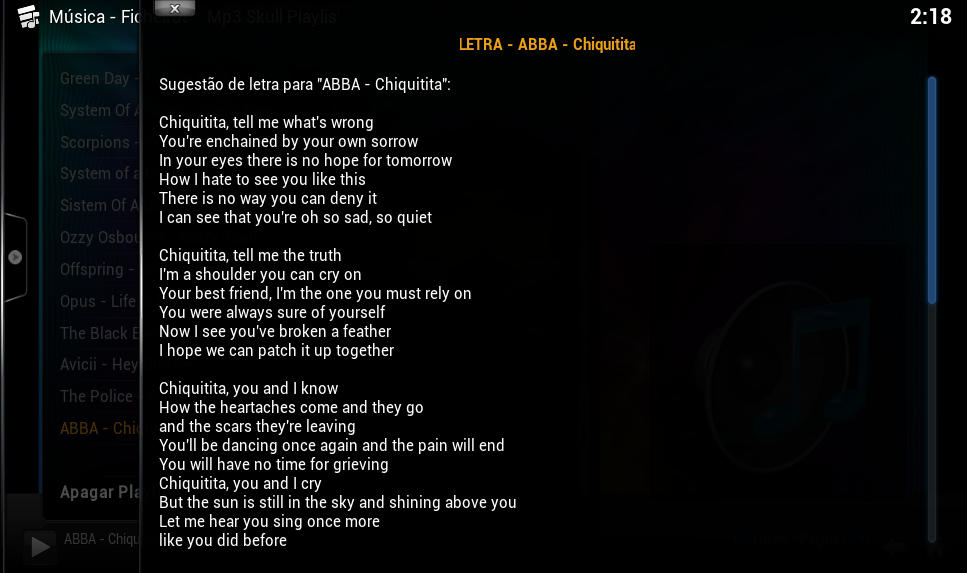 Música - Fich
Mp3 Skull Playlis
2:18
LETRA - ABBA - Chiquitita
Green Day -
System Of A
Scorpions -
System of a
Sistem Of A
Ozzy Osbou
Offspring -
Opus - Life
The Black E
Avicii - Hey
The Police
ABBA - Chi
Apagar Pla
ABBA - Chiqu
Sugestão de letra para "ABBA - Chiquitita":
Chiquitita, tell me what's wrong
You're enchained by your own sorrow
In your eyes there is no hope for tomorrow
How I hate to see you like this
There is no way you can deny it
I can see that you're oh so sad, so quiet
Chiquitita, tell me the truth
I'm a shoulder you can cry on
Your best friend, I'm the one you must rely on
You were always sure of yourself
Now I see you've broken a feather
I hope we can patch it up together
Chiquitita, you and I know
How the heartaches come and they go
and the scars they're leaving
You'll be dancing once again and the pain will end
You will have no time for grieving
Chiquitita, you and I cry
But the sun is still in the sky and shining above you
Let me hear you sing once more
like you did before